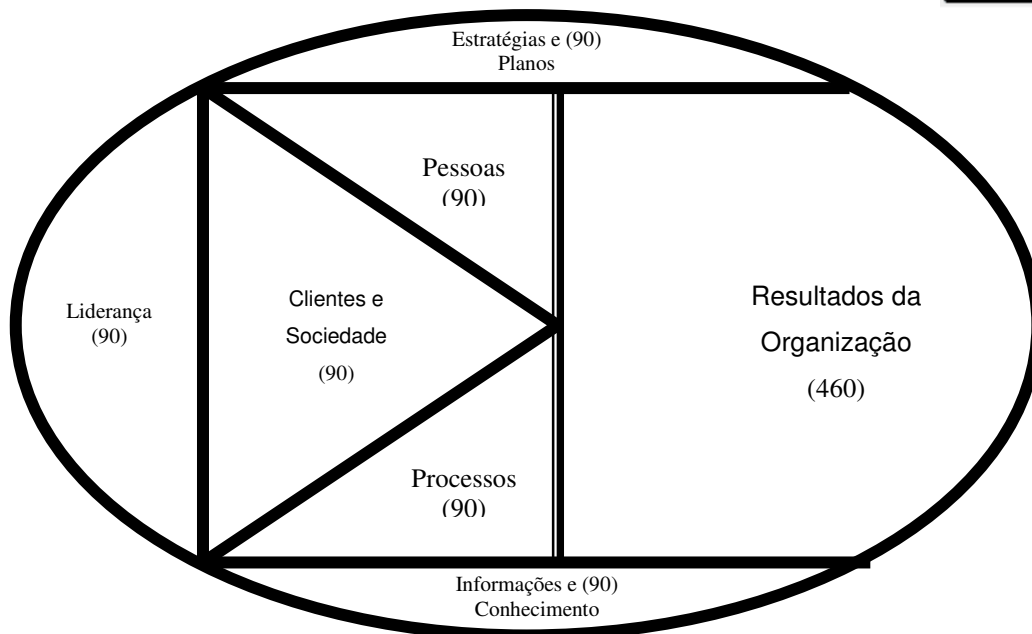 Estratégias e (90)
Planos
Pessoas
(90)
Liderança
(90)
Clientes e
Sociedade
(90)
Resultados da
Organização
(460)
Processos
(90)
Informações e (90)
Conhecimento